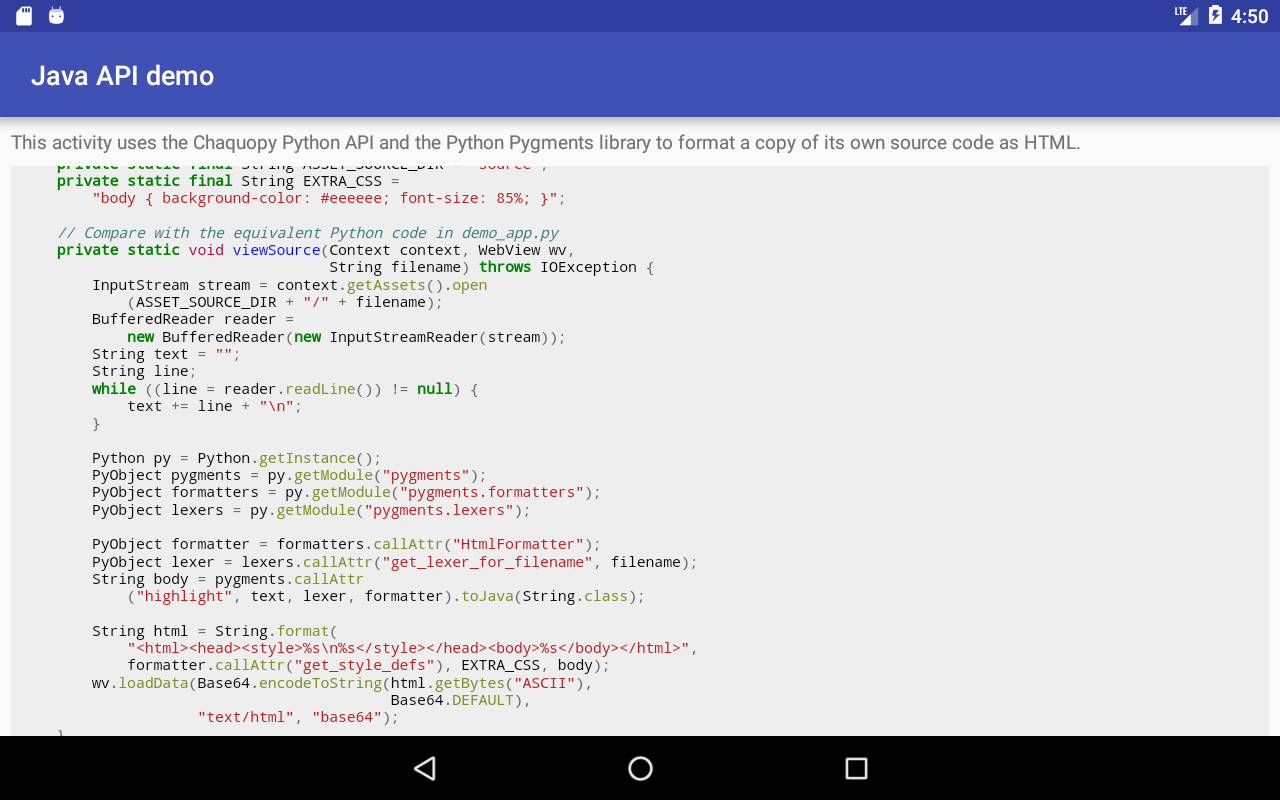 LTE 4:50
Java API demo
This activity uses the Chaquopy Python API and the Python Pygments library to format a copy of its own source code as HTML.
private static final String ASSET_SOURCE_DIR = "source";
private static final String EXTRA_CSS =
"body { background-color: #eeeeee; font-size: 85%; }";
// Compare with the equivalent Python code in demo_app.py
private static void viewSource(Context context, WebView wv,
String filename) throws IOException {
InputStream stream = context.getAssets().open
(ASSET_SOURCE_DIR + "/" + filename);
BufferedReader reader =
new BufferedReader(new InputStreamReader(stream));
String text = "";
String line;
while ((line = reader.readLine()) != null) {
text += line + "\n";
}
Python py = Python.getInstance();
PyObject pygments = py.getModule("pygments");
PyObject formatters = py.getModule("pygments.formatters");
PyObject lexers = py.getModule("pygments.lexers");
PyObject formatter = formatters.callAttr("HtmlFormatter");
PyObject lexer = lexers.callAttr("get_lexer_for_filename", filename);
String body = pygments.callAttr
("highlight", text, lexer, formatter).toJava(String.class);
String html = String.format(
"<html><head><style>%s\n%s</style></head><body>%s</body></html>",
formatter.callAttr("get_style_defs"), EXTRA_CSS, body);
wv.loadData(Base64.encodeToString(html.getBytes("ASCII"),
Base64.DEFAULT),
"text/html", "base64");
}